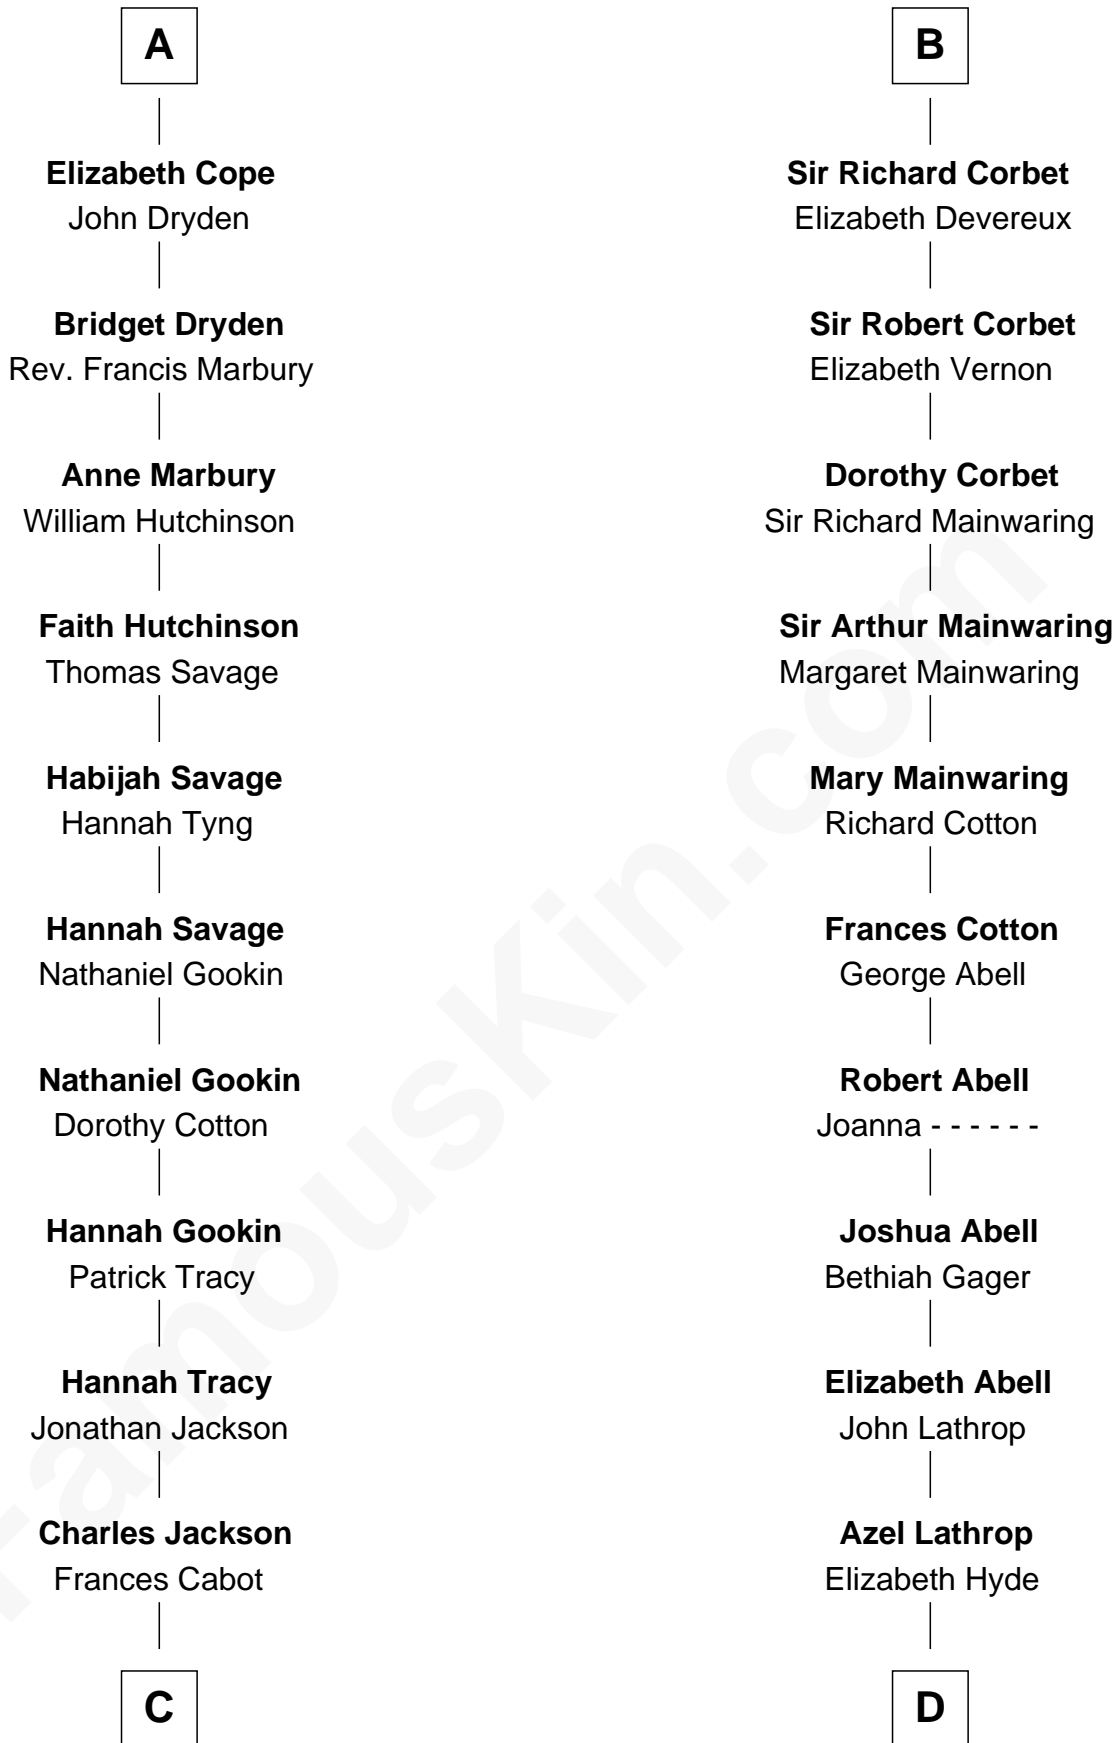 A
Elizabeth Cope
John Dryden
Bridget Dryden
Rev. Francis Marbury
Anne Marbury
William Hutchinson
Faith Hutchinson
Thomas Savage
Habijah Savage
Hannah Tyng
Hannah Savage
Nathaniel Gookin
Nathaniel Gookin
Dorothy Cotton
Hannah Gookin
Patrick Tracy
Hannah Tracy
Jonathan Jackson
Charles Jackson
Frances Cabot
C
B
Sir Richard Corbet
Elizabeth Devereux
Sir Robert Corbet
Elizabeth Vernon
Dorothy Corbet
Sir Richard Mainwaring
Sir Arthur Mainwaring
Margaret Mainwaring
Mary Mainwaring
Richard Cotton
Frances Cotton
George Abell
Robert Abell
Joanna - - - - - -
Joshua Abell
Bethiah Gager
Elizabeth Abell
John Lathrop
Azel Lathrop
Elizabeth Hyde
D
FamousKin.com